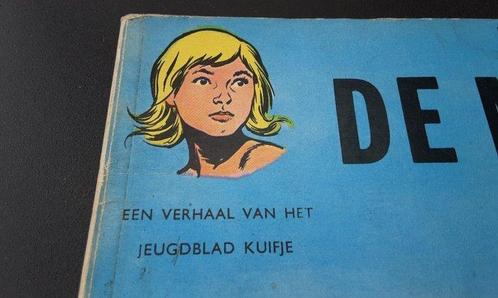 DE
EEN VERHAAL VAN HET
JEUGDBLAD KUIFJE